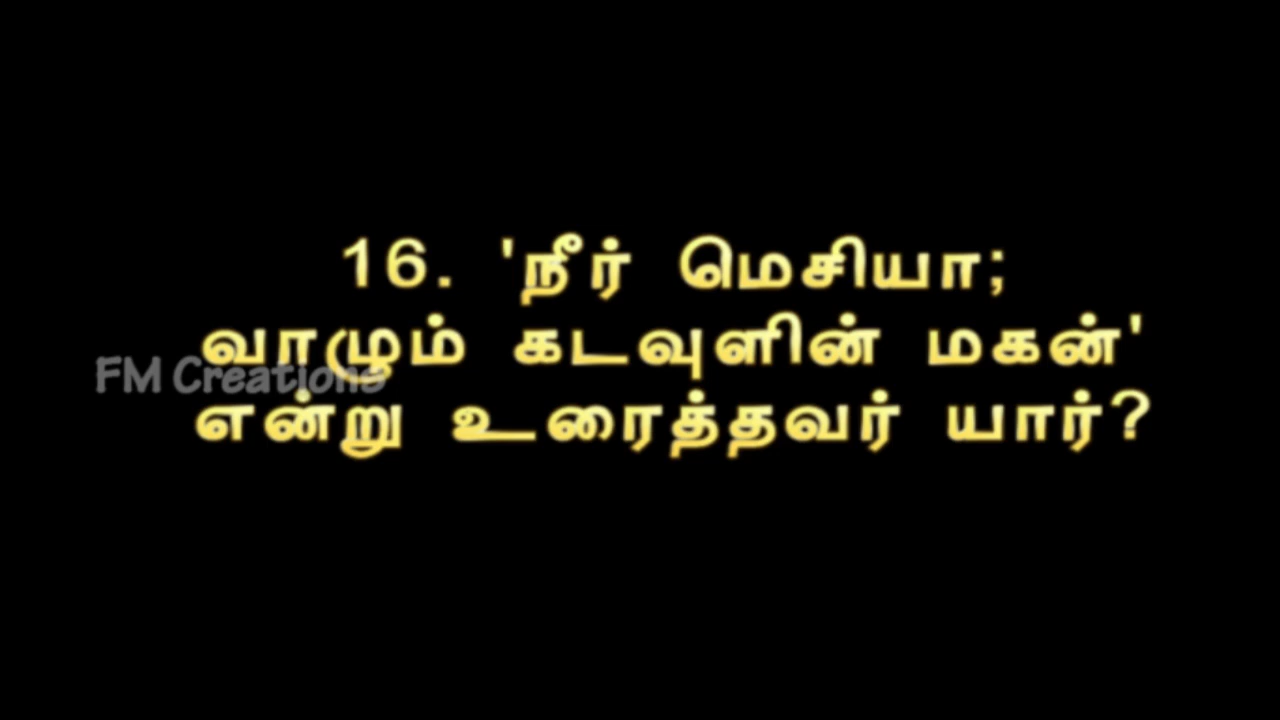 16. 'நீர் மெசியா;
வாழும் கடவுளின் மகன்'
FM Creations
என்று உரைத்தவர் யார்?